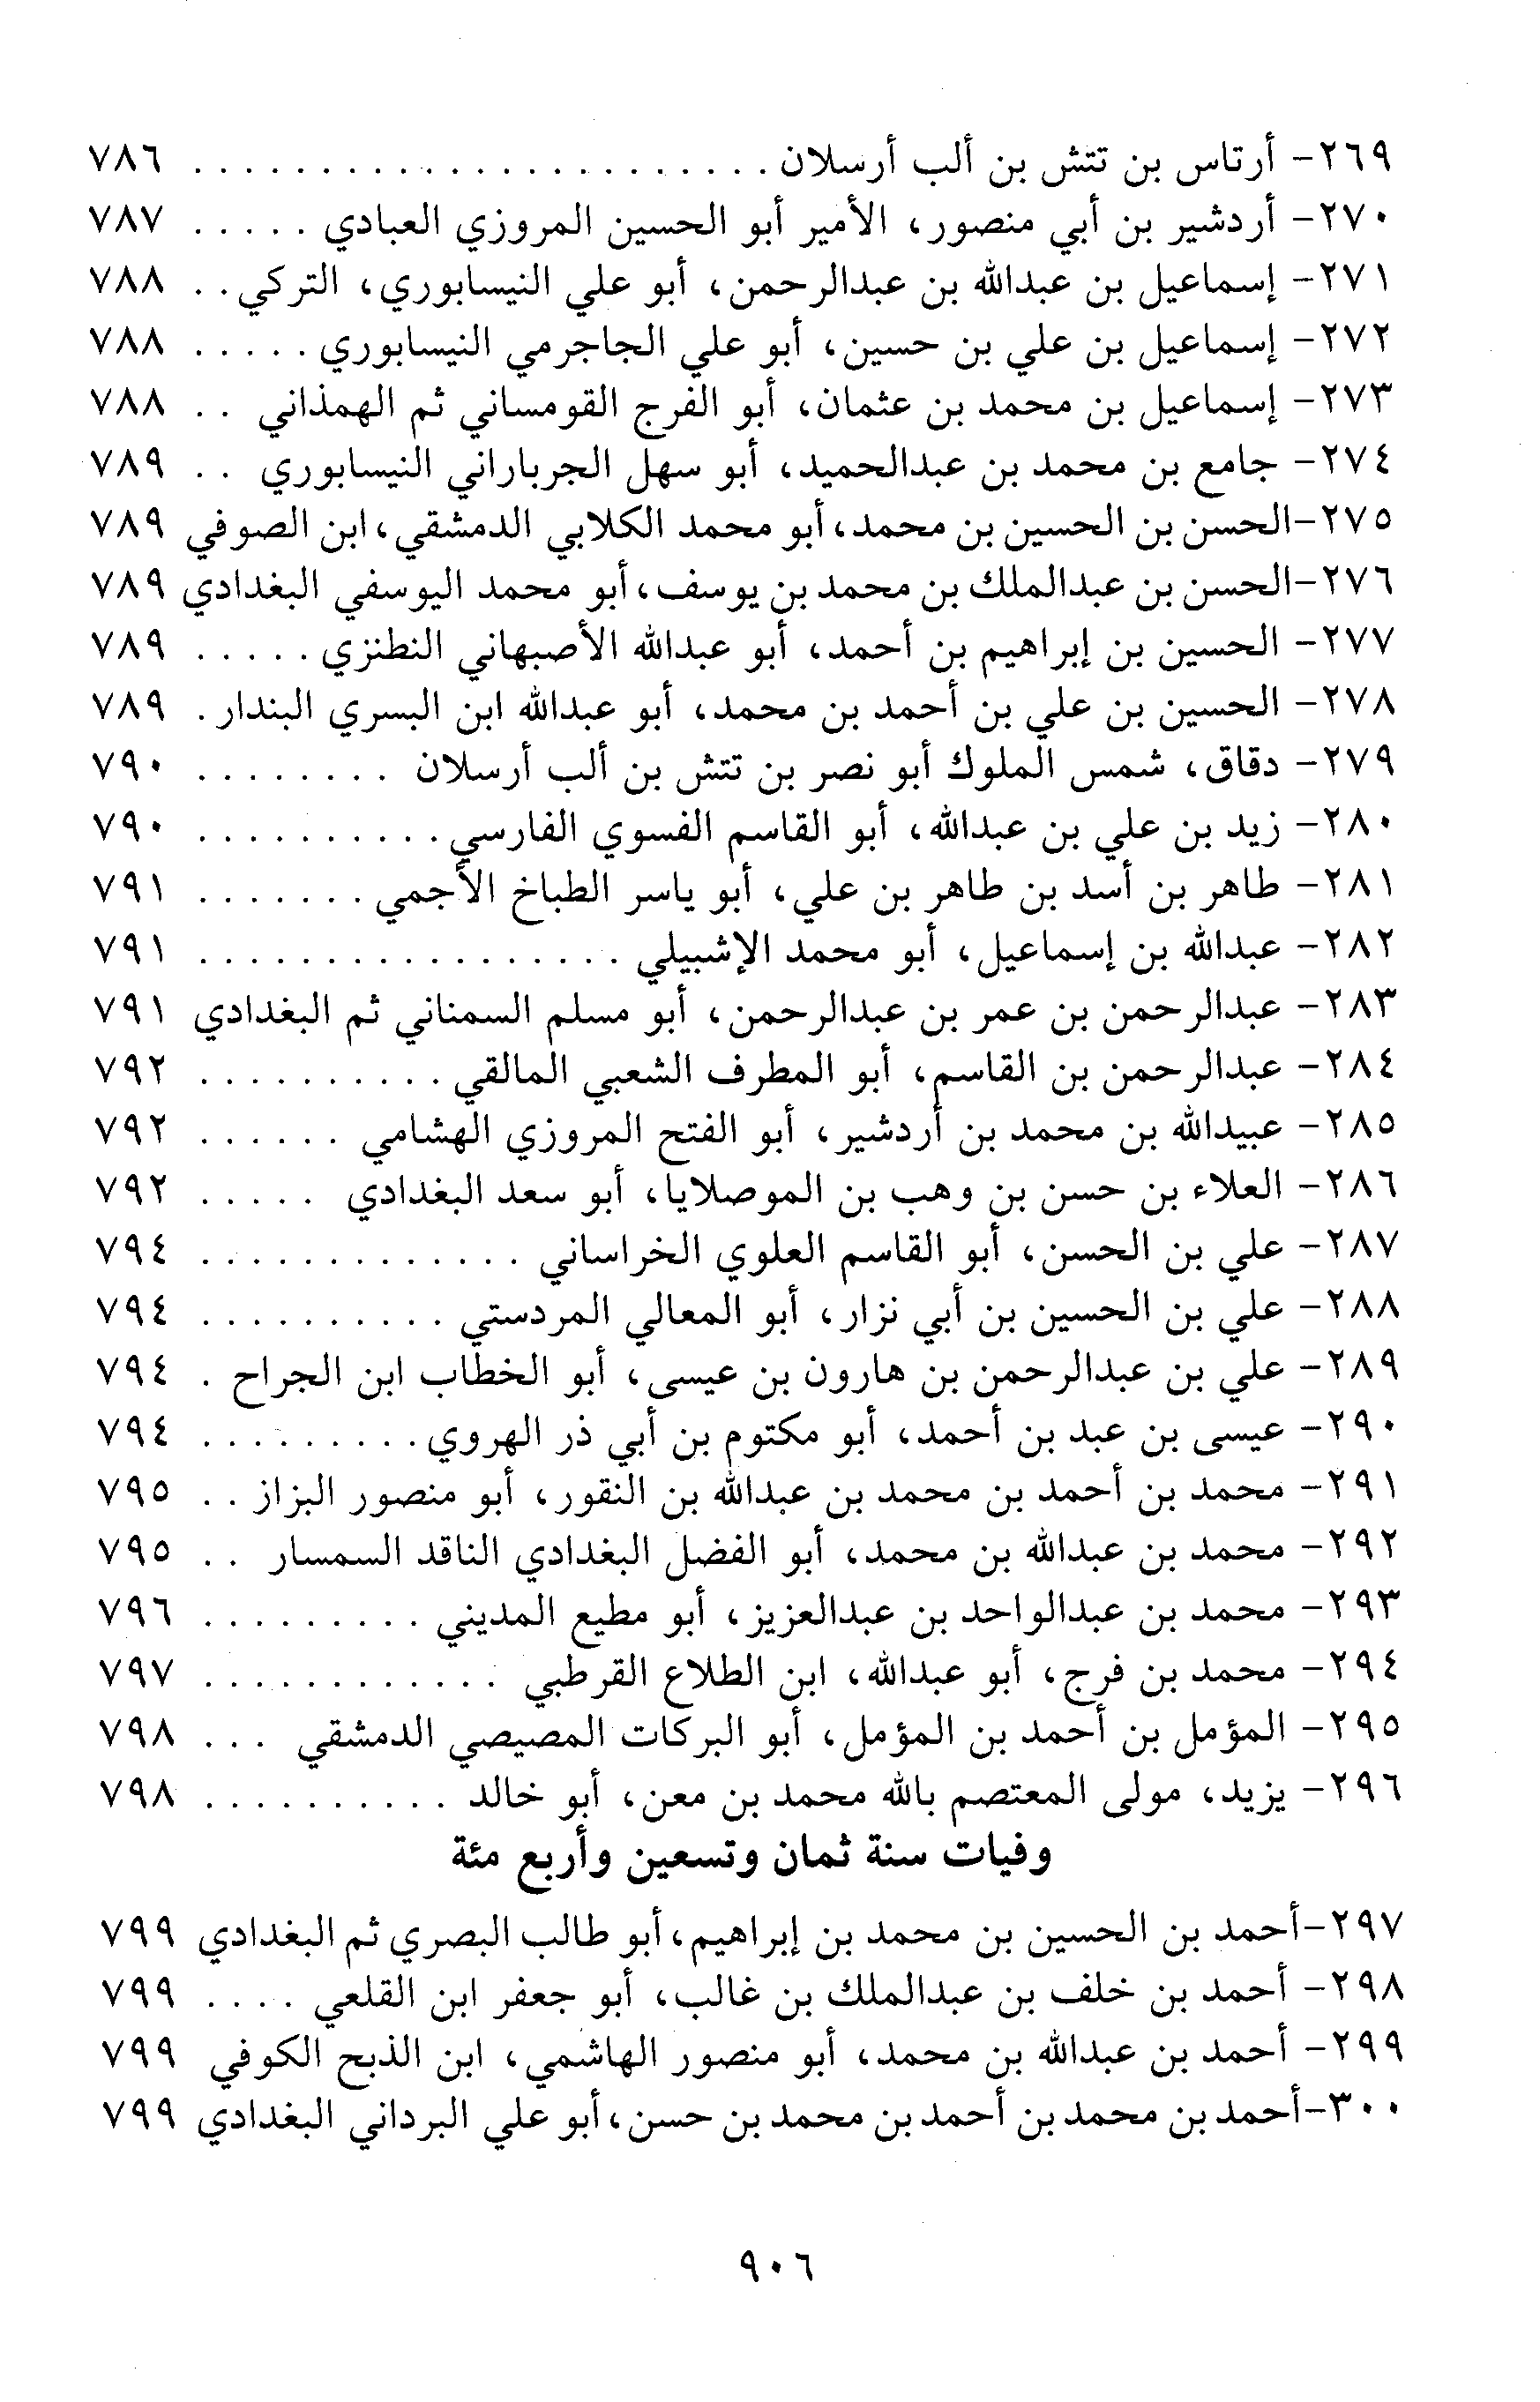 ٢٦٩- أرتاس بن تتش بن ألب أرسلان . . . . . . . . . . . . . . . . . . . . . . . ٧٨٦
٢٧٠- أردشير بن أبي منصور، الأمير أبو الحسين المروزي العبادي . . . . . ٧٨٧
٢٧١- إسماعيل بن عبدالله بن عبدالرحمن، أبو علي النيسابوري، التركي . . ٧٨٨
٢٧٢- إسماعيل بن علي بن حسين، أبو علي الجاجرمي النيسابوري . . . . . ٧٨٨
٢٧٣- إسماعيل بن محمد بن عثمان، أبو الفرج القومساني ثم الهمذاني . . ٧٨٨
٢٧٤- جامع بن محمد بن عبدالحميد، أبو سهل الجرباراني النيسابوري . . ٧٨٩
٢٧٥-الحسن بن الحسين بن محمد، أبو محمد الكلابي الدمشقي، ابن الصوفي ٧٨٩
٢٧٦-الحسن بن عبدالملك بن محمد بن يوسف، أبو محمد اليوسفي البغدادي ٧٨٩
٢٧٧- الحسين بن إبراهيم بن أحمد، أبو عبدالله الأصبهاني النطنزي . . . . . ٧٨٩
٢٧٨- الحسين بن علي بن أحمد بن محمد، أبو عبدالله ابن البسري البندار . ٧٨٩
٢٧٩- دقاق، شمس الملوك أبو نصر بن تتش بن ألب أرسلان . . . . . . . . ٧٩٠
٢٨٠- زيد بن علي بن عبدالله، أبو القاسم الفسوي الفارسي . . . . . . . . . . ٧٩٠
٢٨١- طاهر بن أسد بن طاهر بن علي، أبو ياسر الطباخ الأجمي . . . . . . . ٧٩١
٢٨٢- عبدالله بن إسماعيل، أبو محمد الإشبيلي . . . . . . . . . . . . . . . . . ٧٩١
٢٨٣- عبدالرحمن بن عمر بن عبدالرحمن، أبو مسلم السمناني ثم البغدادي ٧٩١
٢٨٤- عبدالرحمن بن القاسم، أبو المطرف الشعبي المالقي . . . . . . . . . . ٧٩٢
٢٨٥- عبيدالله بن محمد بن أردشير، أبو الفتح المروزي الهشامي . . . . . . ٧٩٢
٢٨٦- العلاء بن حسن بن وهب بن الموصلايا، أبو سعد البغدادي . . . . . ٧٩٢
٢٨٧- علي بن الحسن، أبو القاسم العلوي الخراساني . . . . . . . . . . . . . ٧٩٤
٢٨٨- علي بن الحسين بن أبي نزار، أبو المعالي المردستي . . . . . . . . . . ٧٩٤
٢٨٩- علي بن عبدالرحمن بن هارون بن عيسى، أبو الخطاب ابن الجراح . ٧٩٤
٢٩٠- عيسى بن عبد بن أحمد، أبو مكتوم بن أبي ذر الهروي . . . . . . . . . ٧٩٤
٢٩١- محمد بن أحمد بن محمد بن عبدالله بن النقور، أبو منصور البزاز . . ٧٩٥
٢٩٢- محمد بن عبدالله بن محمد، أبو الفضل البغدادي الناقد السمسار . . ٧٩٥
٢٩٣- محمد بن عبدالواحد بن عبدالعزيز، أبو مطيع المديني . . . . . . . . . ٧٩٦
٢٩٤- محمد بن فرج، أبو عبدالله، ابن الطلاع القرطبي . . . . . . . . . . . . ٧٩٧
٢٩٥- المؤمل بن أحمد بن المؤمل، أبو البركات المصيصي الدمشقي . . . ٧٩٨
٢٩٦- يزيد، مولى المعتصم بالله محمد بن معن، أبو خالد . . . . . . . . . . ٧٩٨
وفيات سنة ثمان وتسعين وأربع مئة
٢٩٧-أحمد بن الحسين بن محمد بن إبراهيم، أبو طالب البصري ثم البغدادي ٧٩٩
٢٩٨- أحمد بن خلف بن عبدالملك بن غالب، أبو جعفر ابن القلعي . . . . ٧٩٩
٢٩٩- أحمد بن عبدالله بن محمد، أبو منصور الهاشمي، ابن الذبح الكوفي ٧٩٩
٣٠٠-أحمد بن محمد بن أحمد بن محمد بن حسن، أبو علي البرداني البغدادي ٧٩٩
٩٠٦